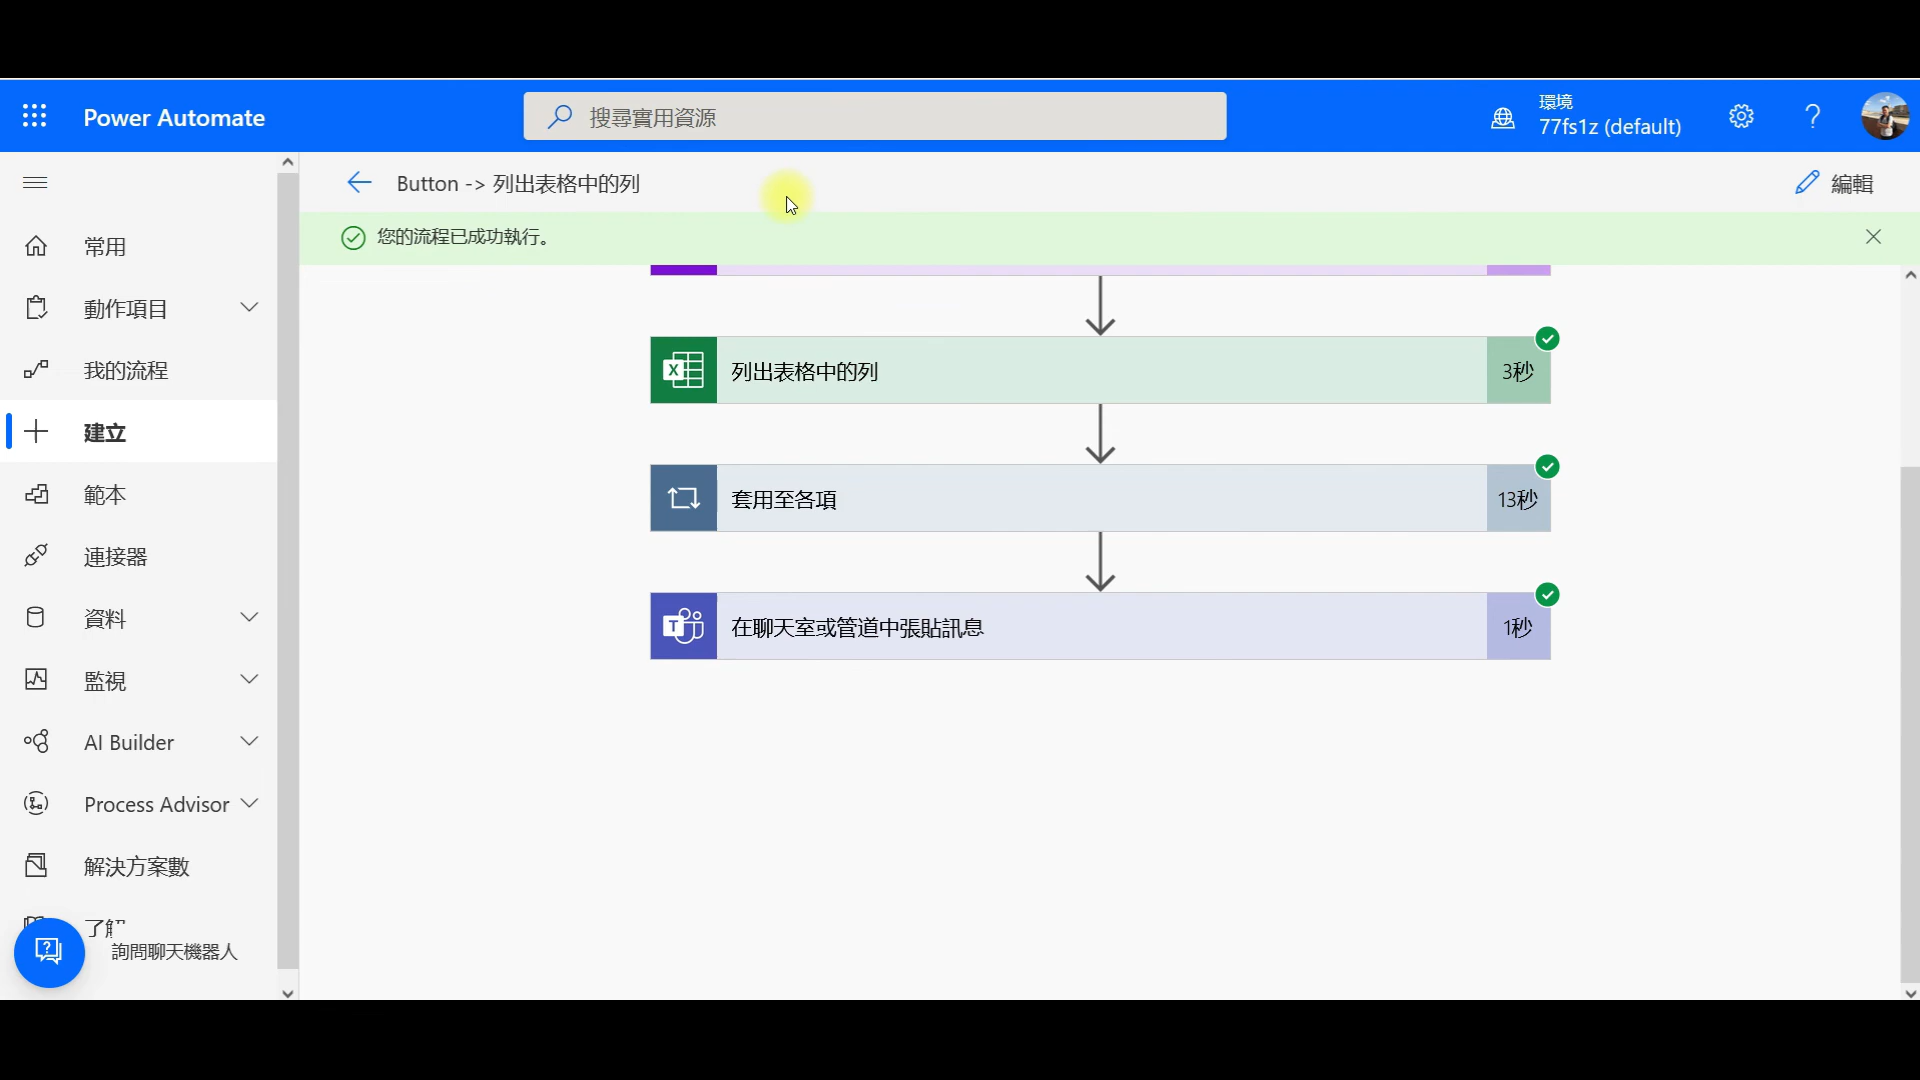 Power Automate
搜尋實用資源
環境
77fs1z (default)
Button -> 列出表格中的列
編輯
您的流程已成功執行。
常用
動作項目
我的流程
建立
範本
連接器
資料
監視
AI Builder
Process Advisor
解決方案數
了解
詢問聊天機器人
列出表格中的列
3秒
套用至各項
13秒
在聊天室或管道中張貼訊息
1秒